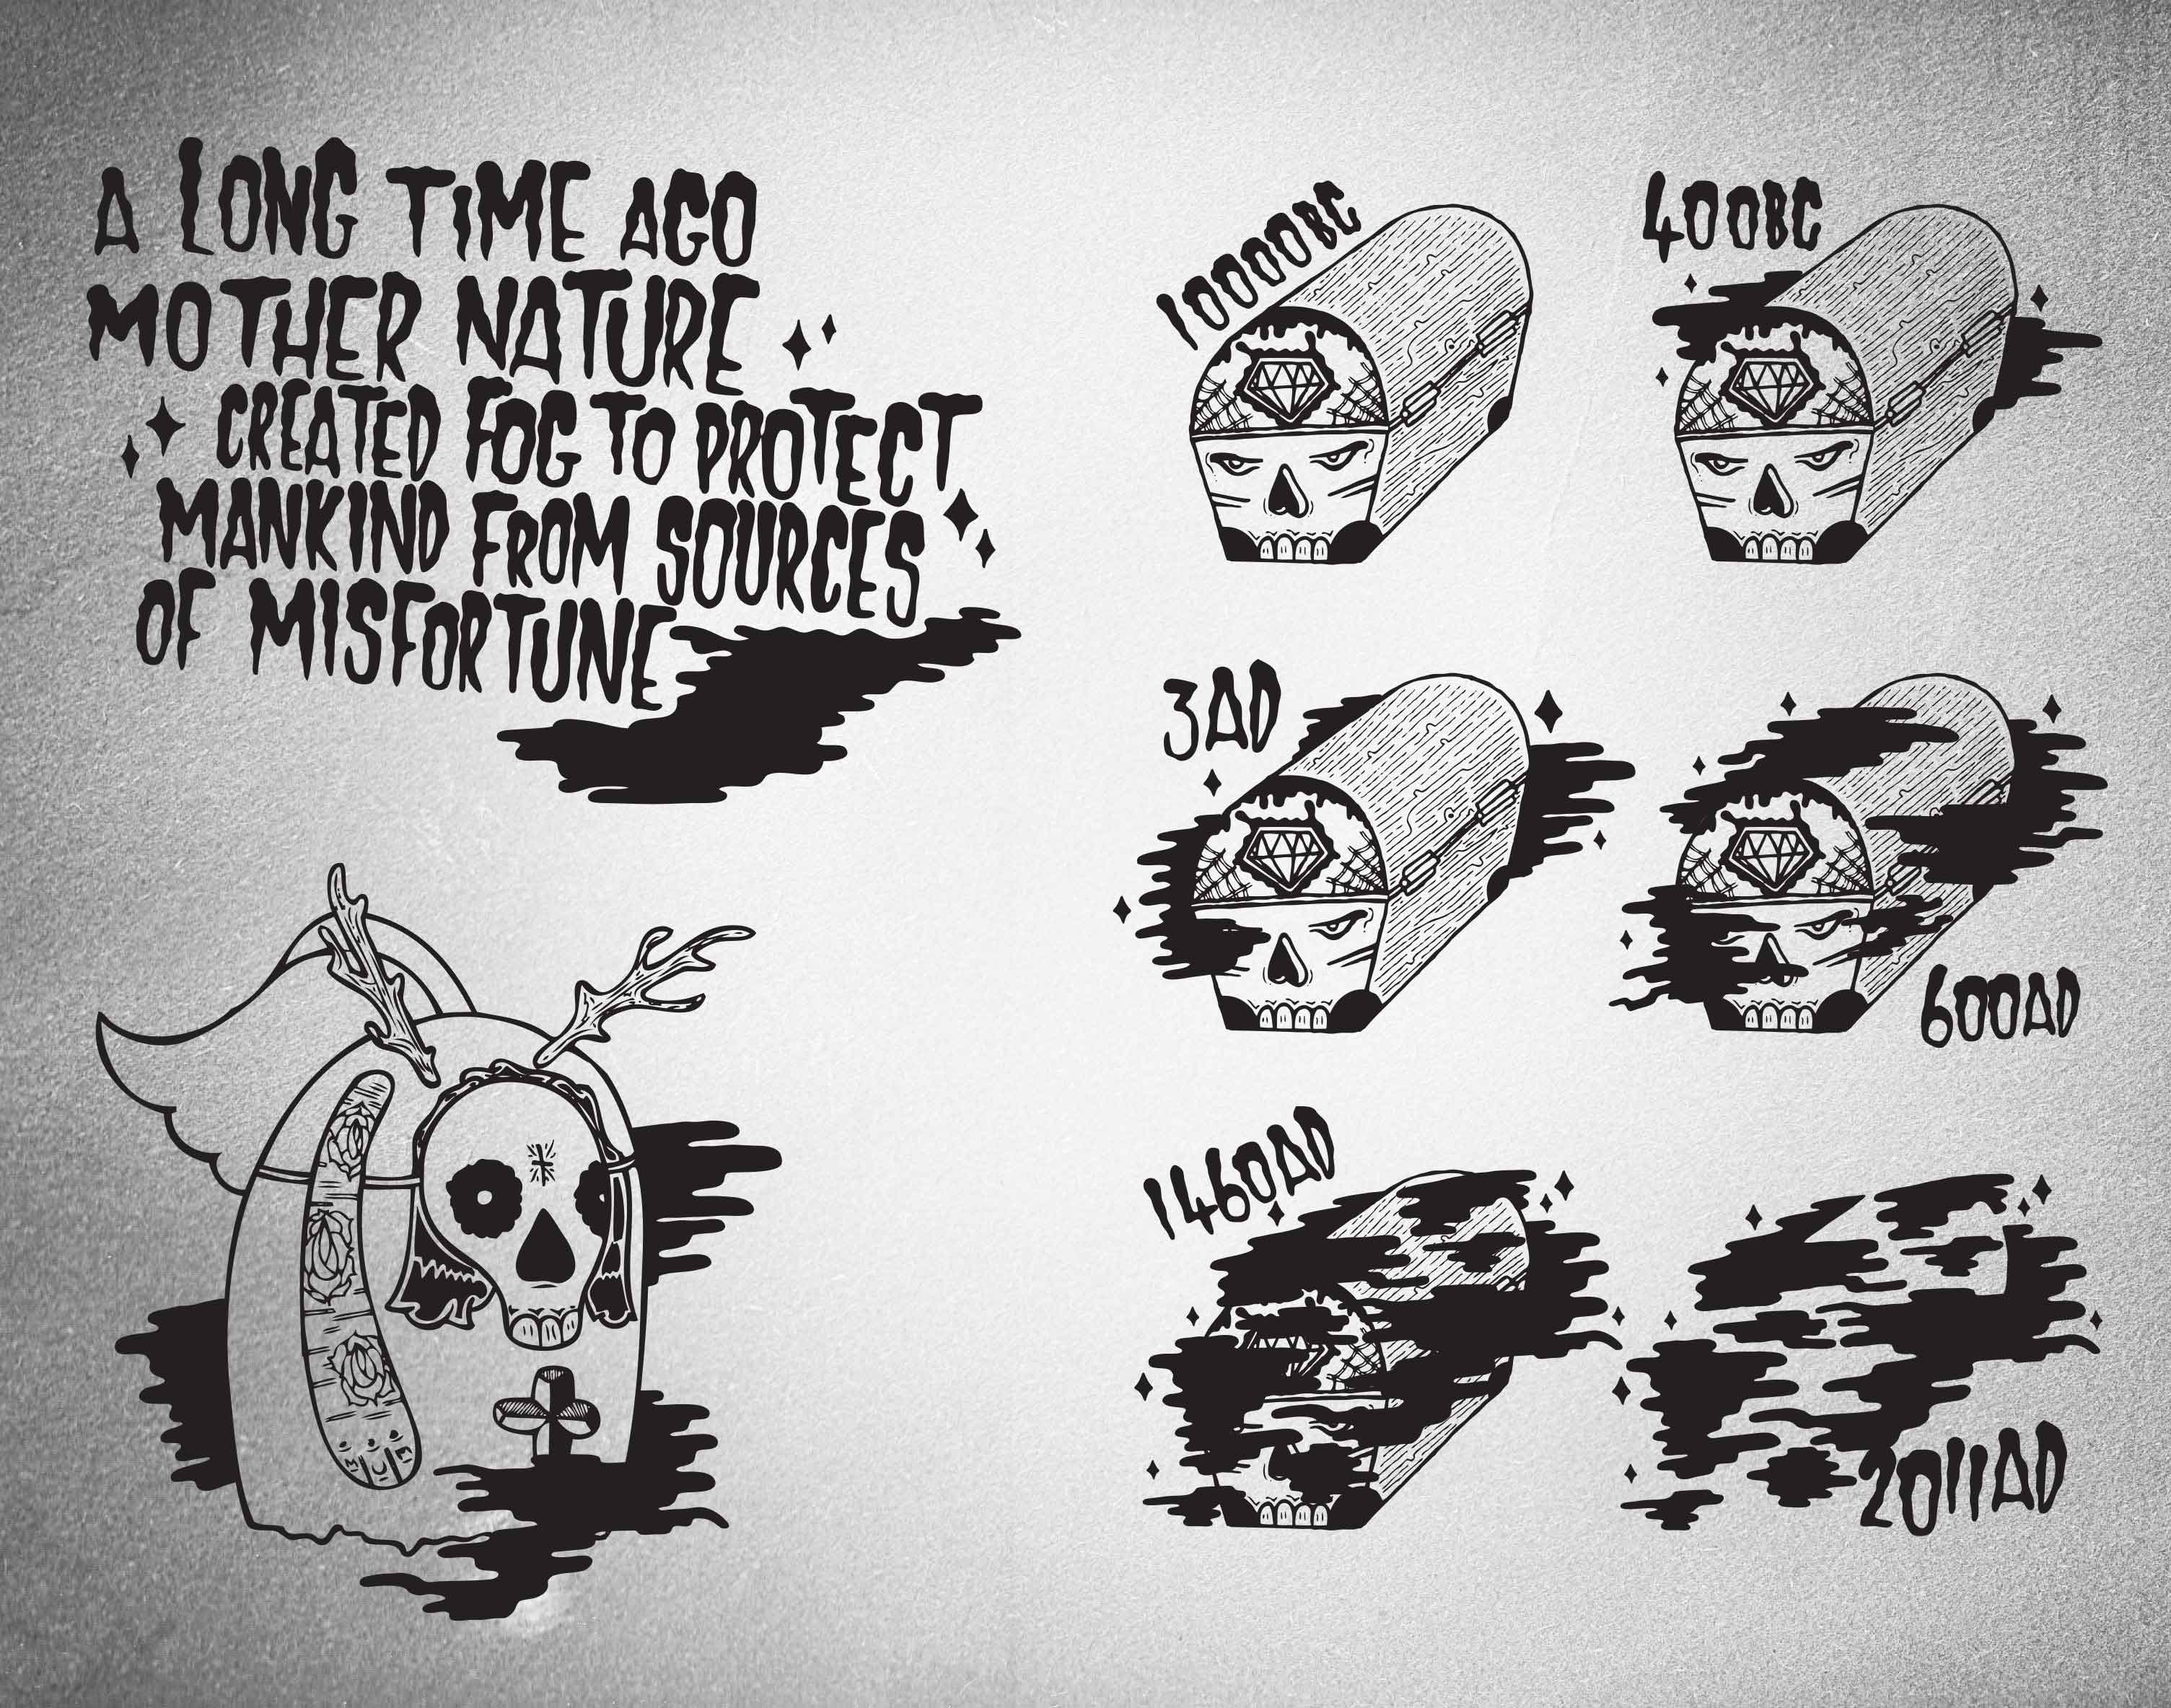 A LONG TIME AGO
MOTHER NATURE
CREATED FOG TO PROTECT
MANKIND FROM SOURCES
OF MISFORTUNE
10000BC
400BC
3AD
600AD
1460AD
2011AD
MUE